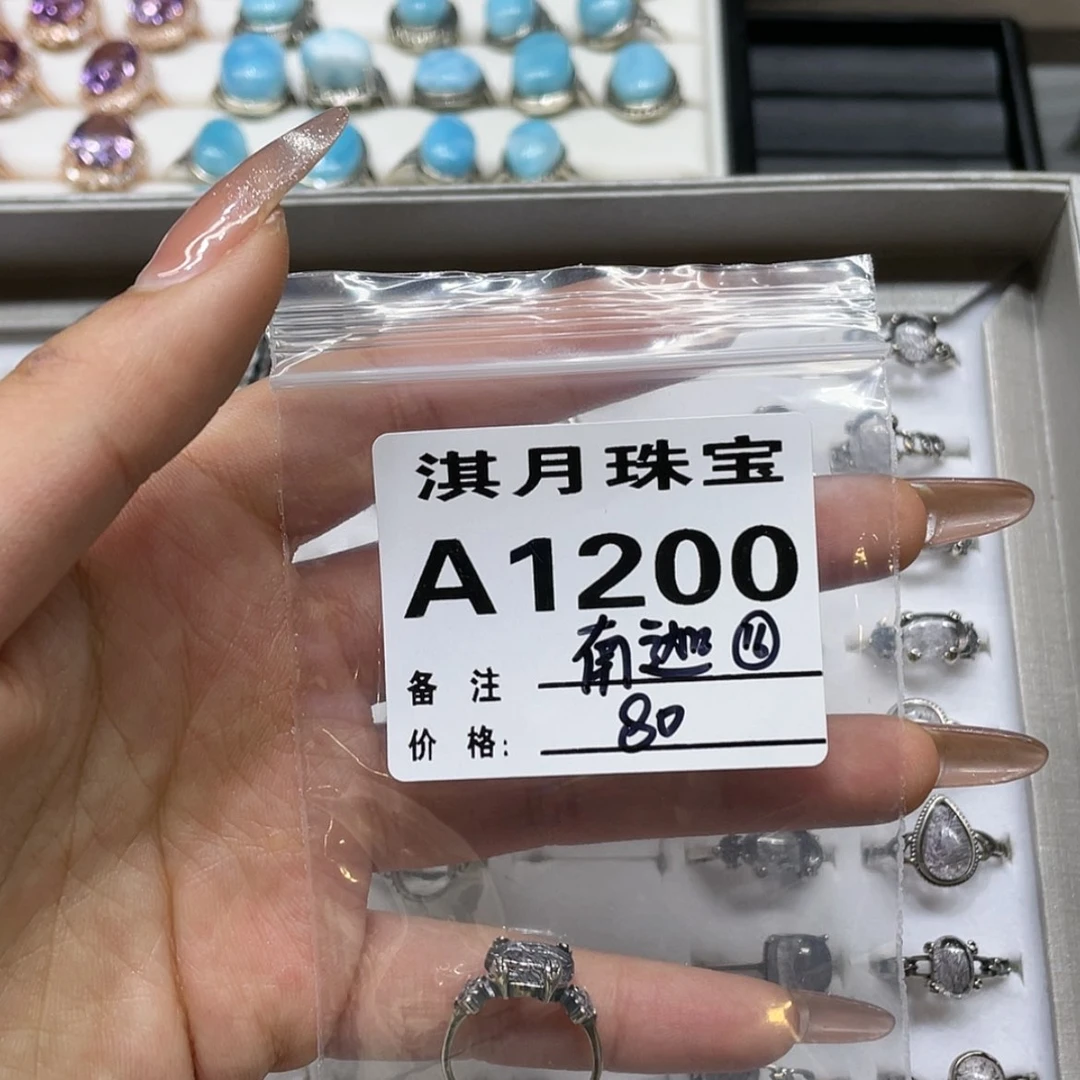 淇月珠宝
A1200
备 注 南迦 ⑯
价 格: 80